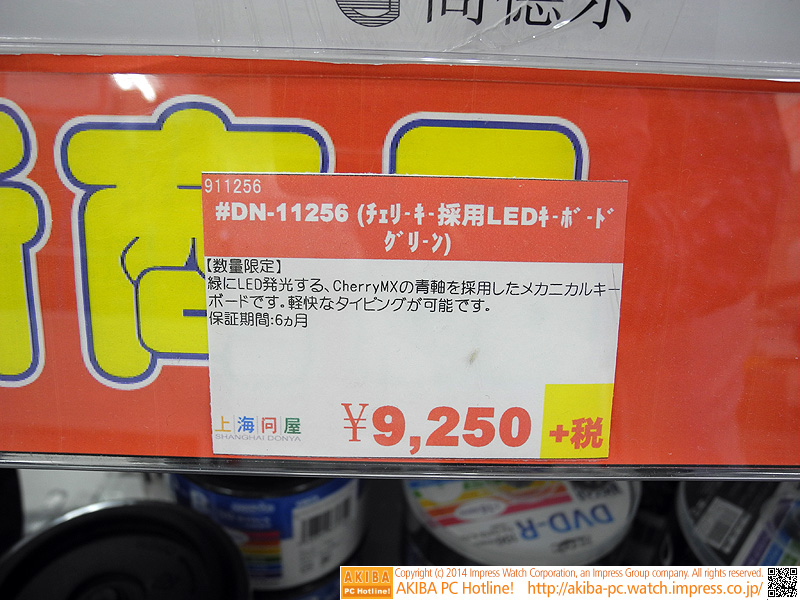 商
911256
#DN-11256 (ﾁｪﾘｰｷｰ採用LEDｷｰﾎﾞｰﾄﾞ
ｸﾞﾘｰﾝ)
【数量限定】
緑にLED発光する、CherryMXの青軸を採用したメカニカルキー
ボードです。軽快なタイピングが可能です。
保証期間:6ヵ月
上海问屋
SHANGHAI DONYA
¥9,250
+税
DVD-R
AKIBA
PC Hotline!
Copyright (c) 2014 Impress Watch Corporation, an Impress Group company. All rights reserved.
AKIBA PC Hotline! http://akiba-pc.watch.impress.co.jp/